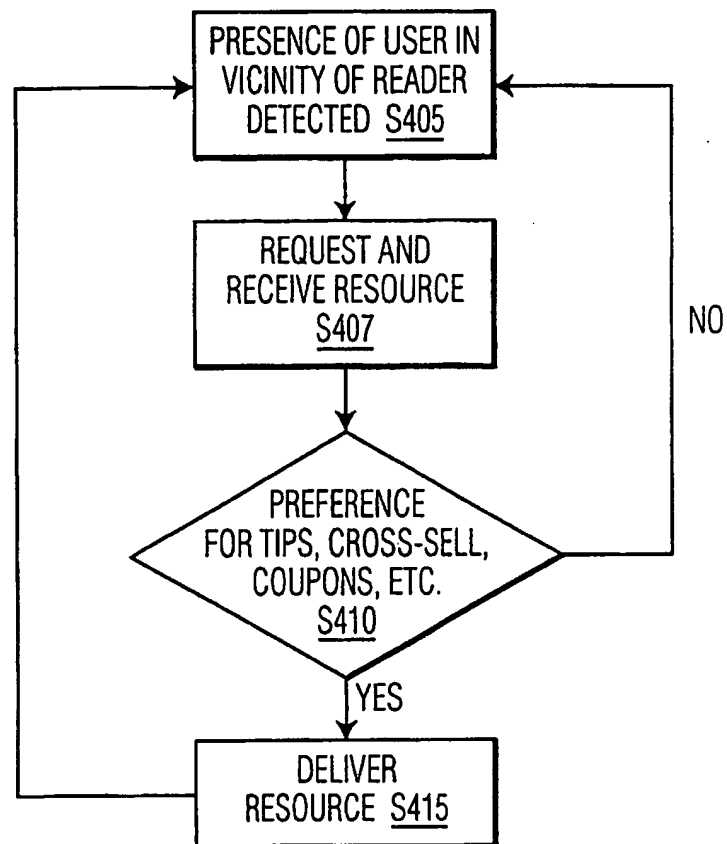 PRESENCE OF USER IN
VICINITY OF READER
DETECTED S405
REQUEST AND
RECEIVE RESOURCE
S407
NO
PREFERENCE
FOR TIPS, CROSS-SELL,
COUPONS, ETC.
S410
YES
DELIVER
RESOURCE S415